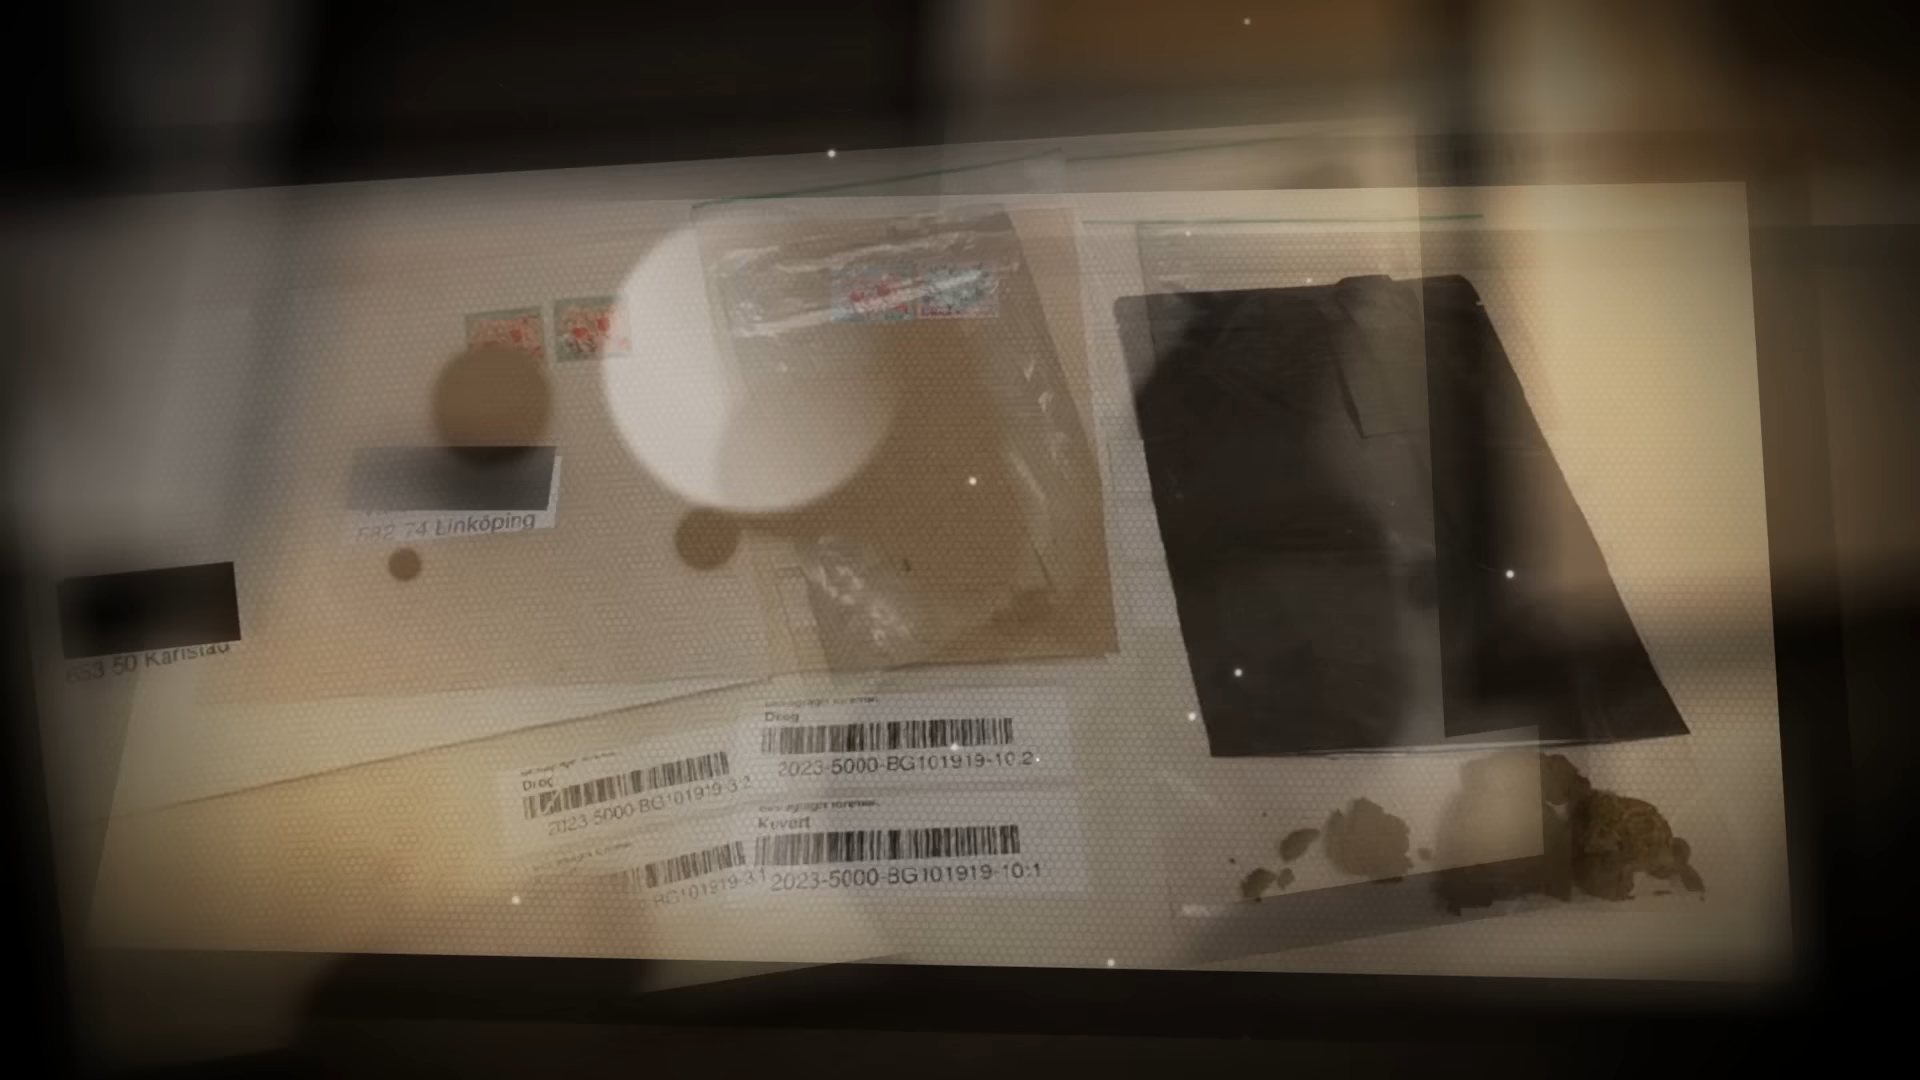 582 74 Linköping
653 50 Karlstad
Drog
2023-5000-BG101919-10:2
Drog
2023-5000-BG101919-3:2
Kuvert
2023-5000-BG101919-10:1
BG101919-3:1